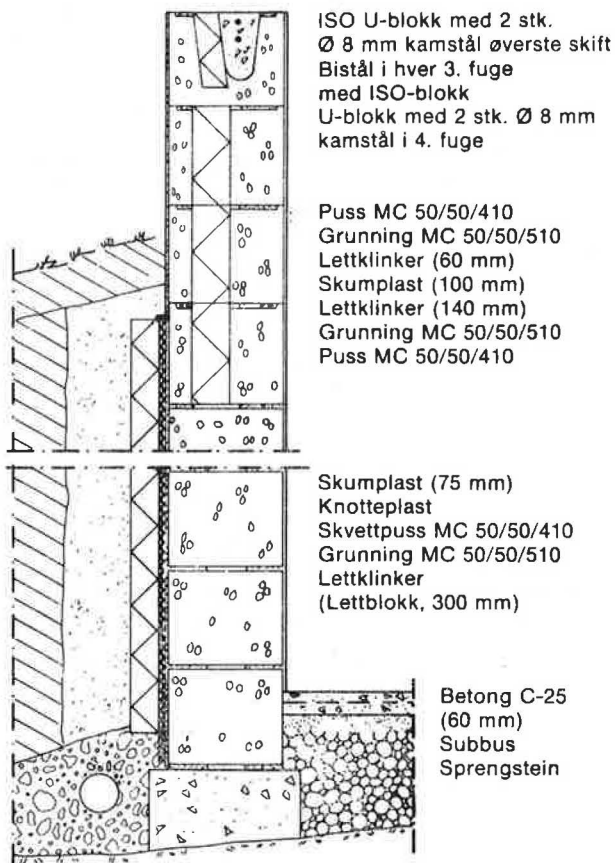 ISO U-blokk med 2 stk.
Ø 8 mm kamstål øverste skift
Bistål i hver 3. fuge
med ISO-blokk
U-blokk med 2 stk. Ø 8 mm
kamstål i 4. fuge
Puss MC 50/50/410
Grunning MC 50/50/510
Lettklinker (60 mm)
Skumplast (100 mm)
Lettklinker (140 mm)
Grunning MC 50/50/510
Puss MC 50/50/410
Skumplast (75 mm)
Knotteplast
Skvettpuss MC 50/50/410
Grunning MC 50/50/510
Lettklinker
(Lettblokk, 300 mm)
Betong C-25
(60 mm)
Subbus
Sprengstein